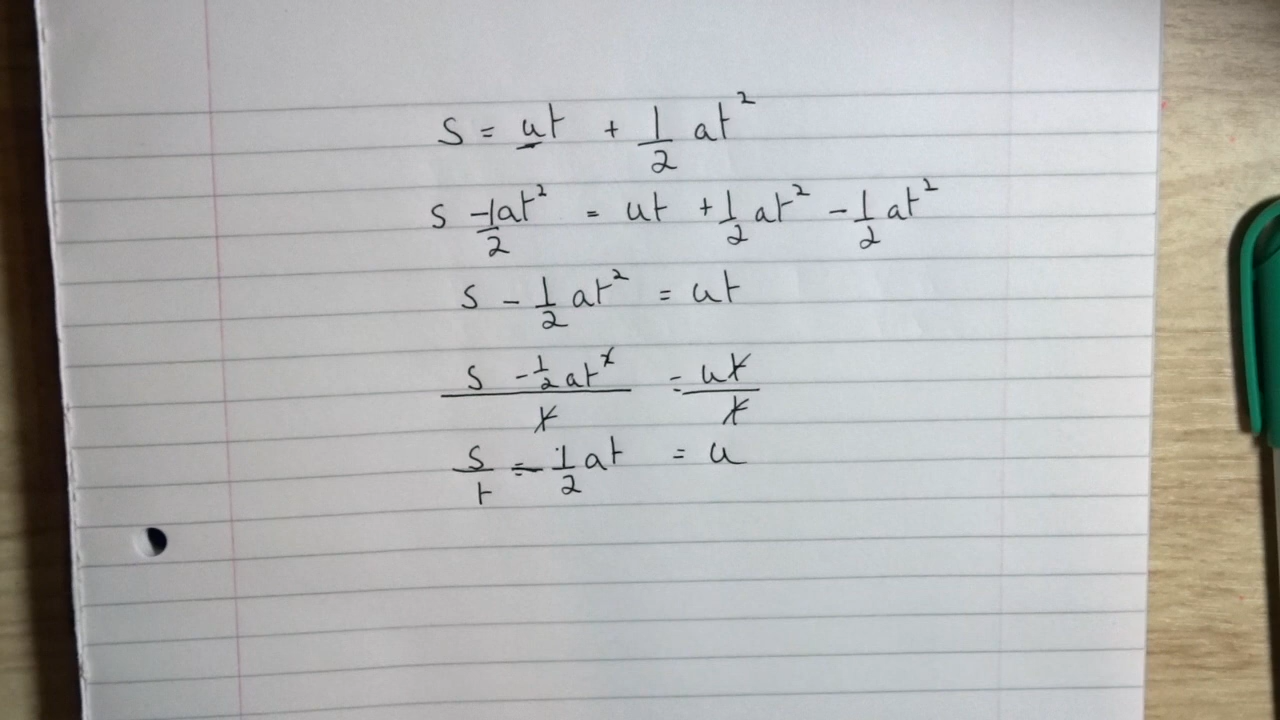 s = ut + 1/2 at²
s - 1/2 at² = ut + 1/2 at² - 1/2 at²
s - 1/2 at² = ut
(s - 1/2 at²)/t = ut/t
s/t - 1/2 at = u